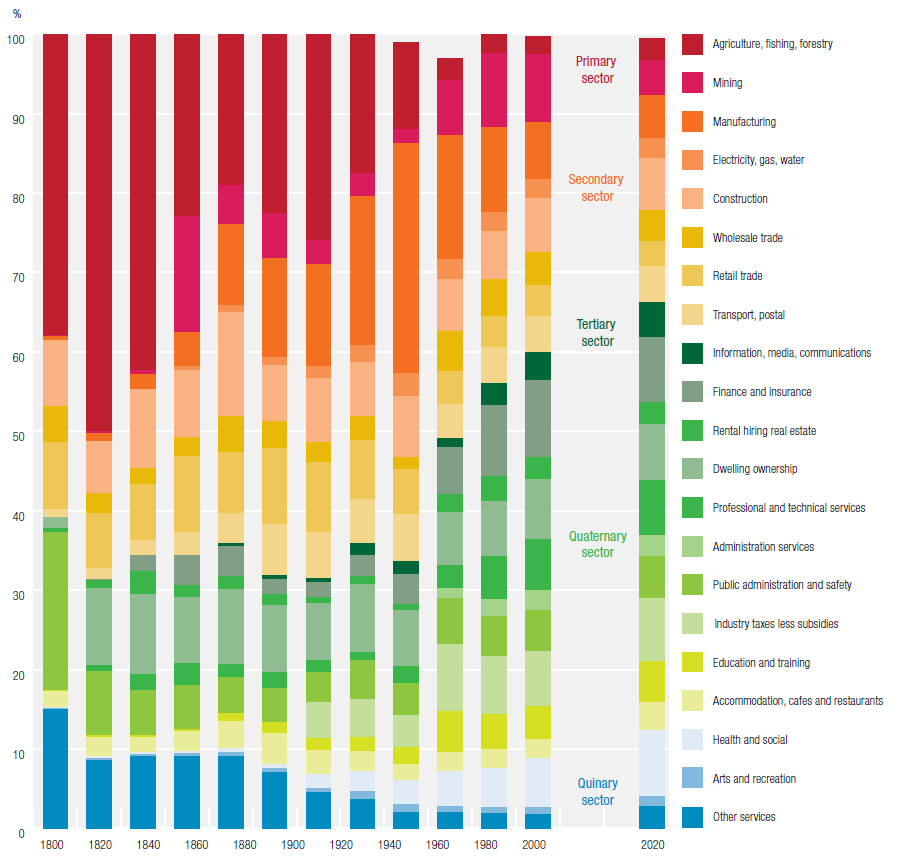 %
100
90
80
70
60
50
40
30
20
10
0
1800
1820
1840
1860
1880
1900
1920
1940
1960
1980
2000
2020
Primary
sector
Secondary
sector
Tertiary
sector
Quaternary
sector
Quinary
sector
Agriculture, fishing, forestry
Mining
Manufacturing
Electricity, gas, water
Construction
Wholesale trade
Retail trade
Transport, postal
Information, media, communications
Finance and insurance
Rental hiring real estate
Dwelling ownership
Professional and technical services
Administration services
Public administration and safety
Industry taxes less subsidies
Education and training
Accommodation, cafes and restaurants
Health and social
Arts and recreation
Other services